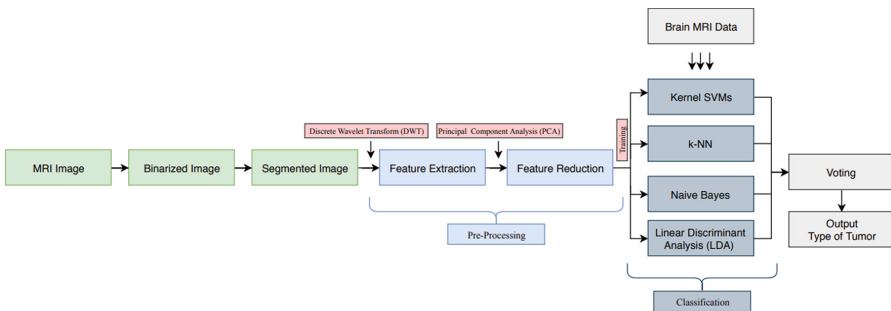 Brain MRI Data
Kernel SVMs
Discrete Wavelet Transform (DWT)
Principal Component Analysis (PCA)
Training
k-NN
MRI Image
Binarized Image
Segmented Image
Feature Extraction
Feature Reduction
Voting
Naive Bayes
Output
Type of Tumor
Pre-Processing
Linear Discriminant
Analysis (LDA)
Classification